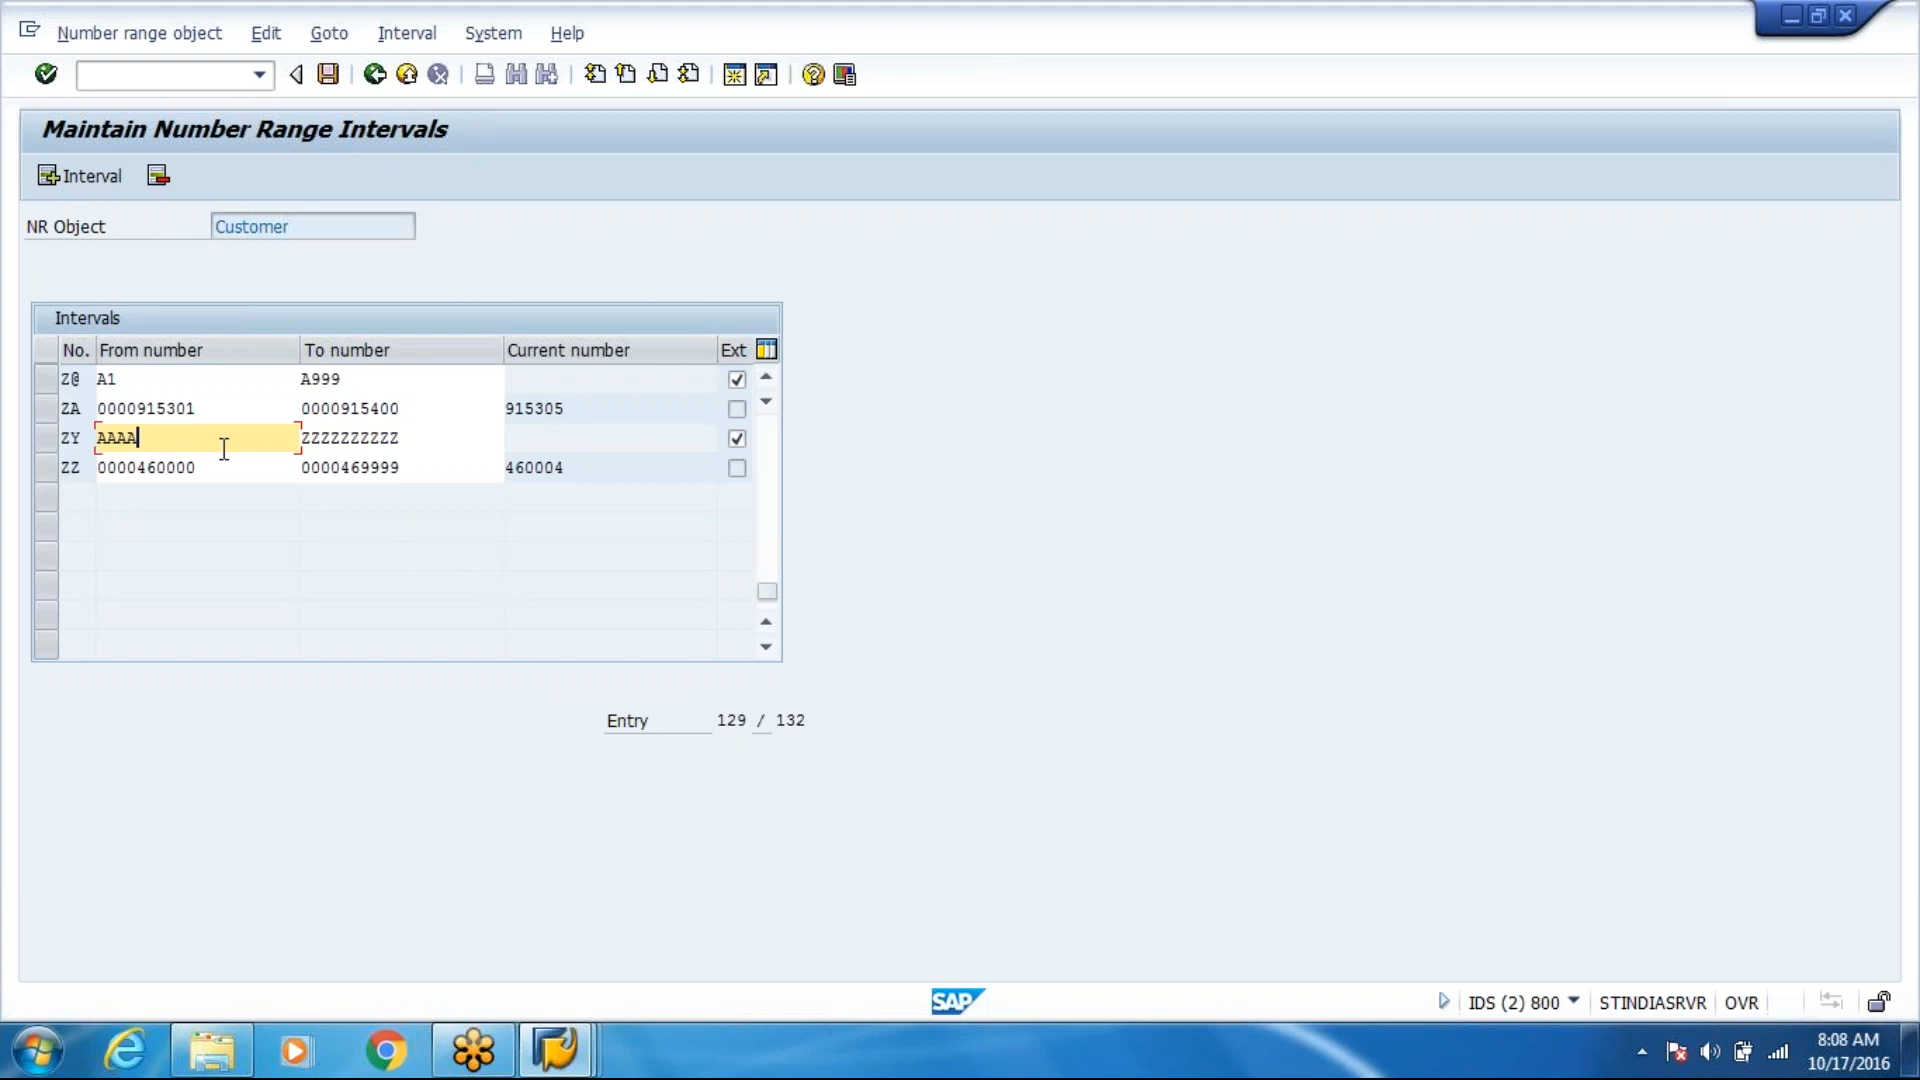 Number range object Edit Goto Interval System Help
Maintain Number Range Intervals
Interval
NR Object Customer
Intervals
No. From number To number Current number Ext
Z@ A1 A999
ZA 0000915301 0000915400 915305
ZY AAAA ZZZZZZZZZZ
ZZ 0000460000 0000469999 460004
Entry 129 / 132
SAP
IDS (2) 800 STINDIASRVR OVR
8:08 AM
10/17/2016